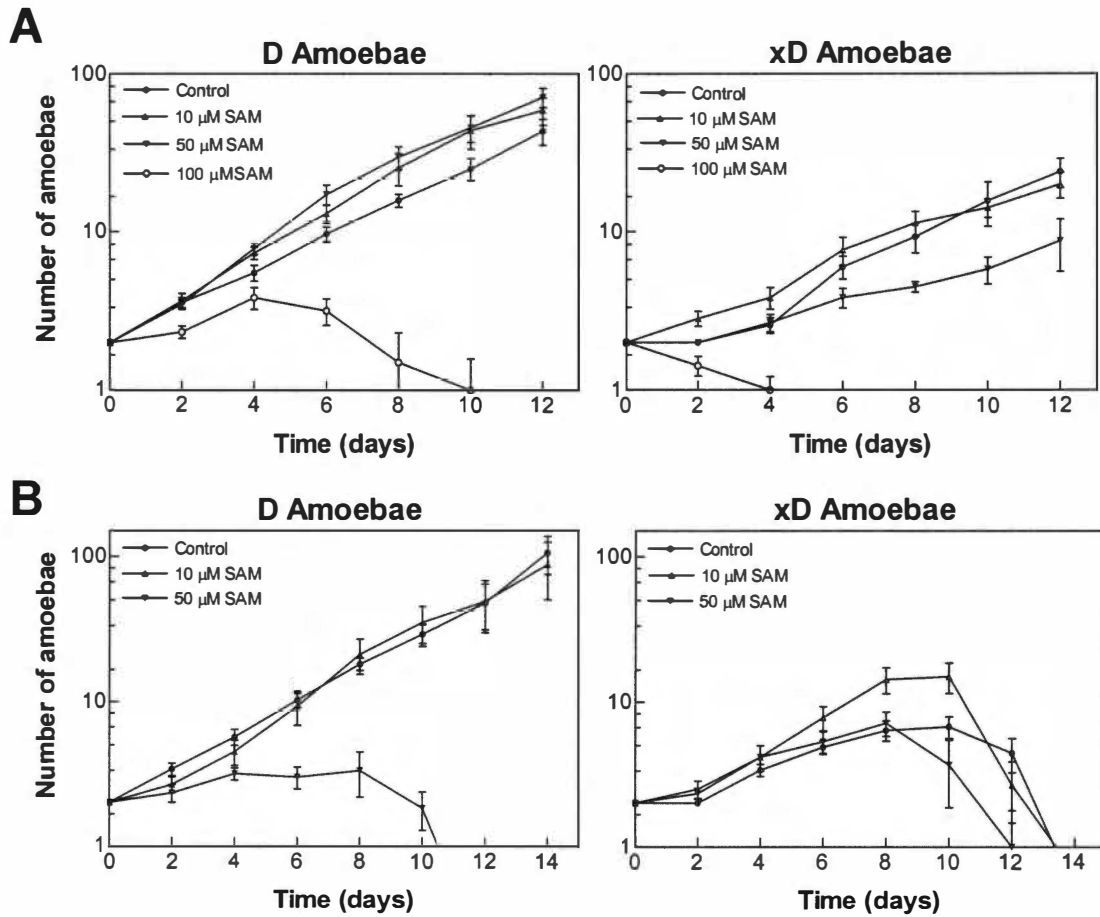 A
D Amoebae
xD Amoebae
Number of amoebae
100
10
1
Control
10 µM SAM
50 µM SAM
100 µMSAM
0 2 4 6 8 10 12
Time (days)
100
10
1
Control
10 µM SAM
50 µM SAM
100 µM SAM
0 2 4 6 8 10 12
Time (days)
B
D Amoebae
xD Amoebae
Number of amoebae
100
10
1
Control
10 µM SAM
50 µM SAM
0 2 4 6 8 10 12 14
Time (days)
100
10
1
Control
10 µM SAM
50 µM SAM
0 2 4 6 8 10 12 14
Time (days)